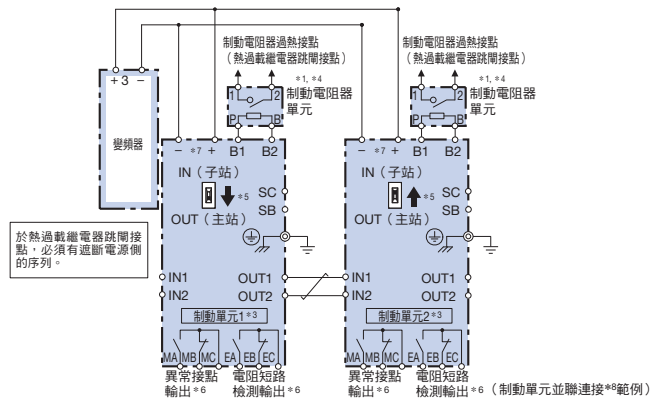 制動電阻器過熱接點
（熱過載繼電器跳閘接點）
制動電阻器過熱接點
（熱過載繼電器跳閘接點）
*1, *4
制動電阻器
單元
1 2
P B
*1, *4
制動電阻器
單元
1 2
P B
+3 −
變頻器
− *7 + B1 B2
IN（子站）
*5
OUT（主站）
SC
SB
− *7 + B1 B2
IN（子站）
*5
OUT（主站）
SC
SB
於熱過載繼電器跳閘接
點，必須有遮斷電源側
的序列。
IN1 OUT1
IN2 OUT2
制動單元1*3
IN1 OUT1
IN2 OUT2
制動單元2*3
MA MB MC EA EB EC
MA MB MC EA EB EC
異常接點
輸出*6
電阻短路
檢測輸出*6
異常接點
輸出*6
電阻短路
檢測輸出*6
（制動單元並聯連接*8範例）